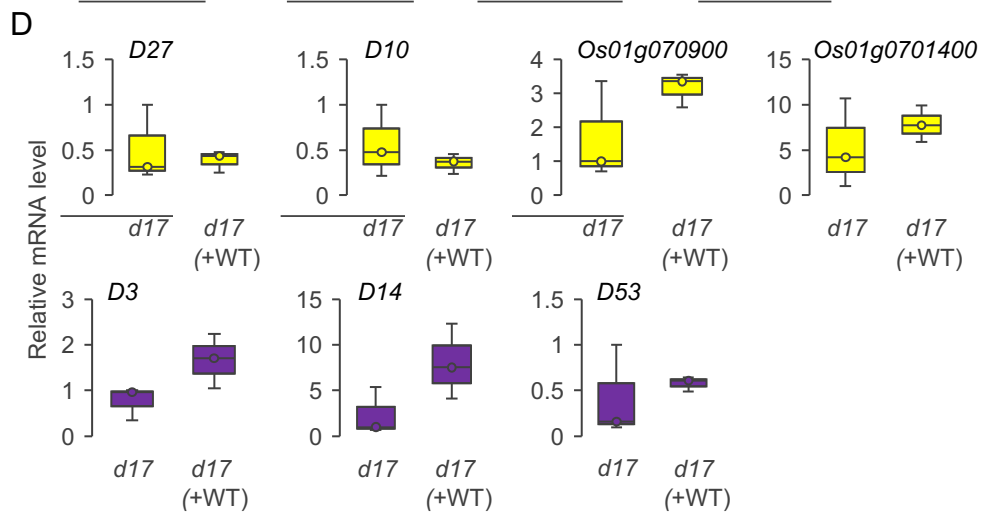 D
D27
D10
Os01g070900
Os01g0701400
Relative mRNA level
1.5
1
0.5
0
d17
d17
(+WT)
1.5
1
0.5
0
d17
d17
(+WT)
4
3
2
1
0
d17
d17
(+WT)
15
10
5
0
d17
d17
(+WT)
D3
3
2
1
0
d17
d17
(+WT)
D14
15
10
5
0
d17
d17
(+WT)
D53
1.5
1
0.5
0
d17
d17
(+WT)